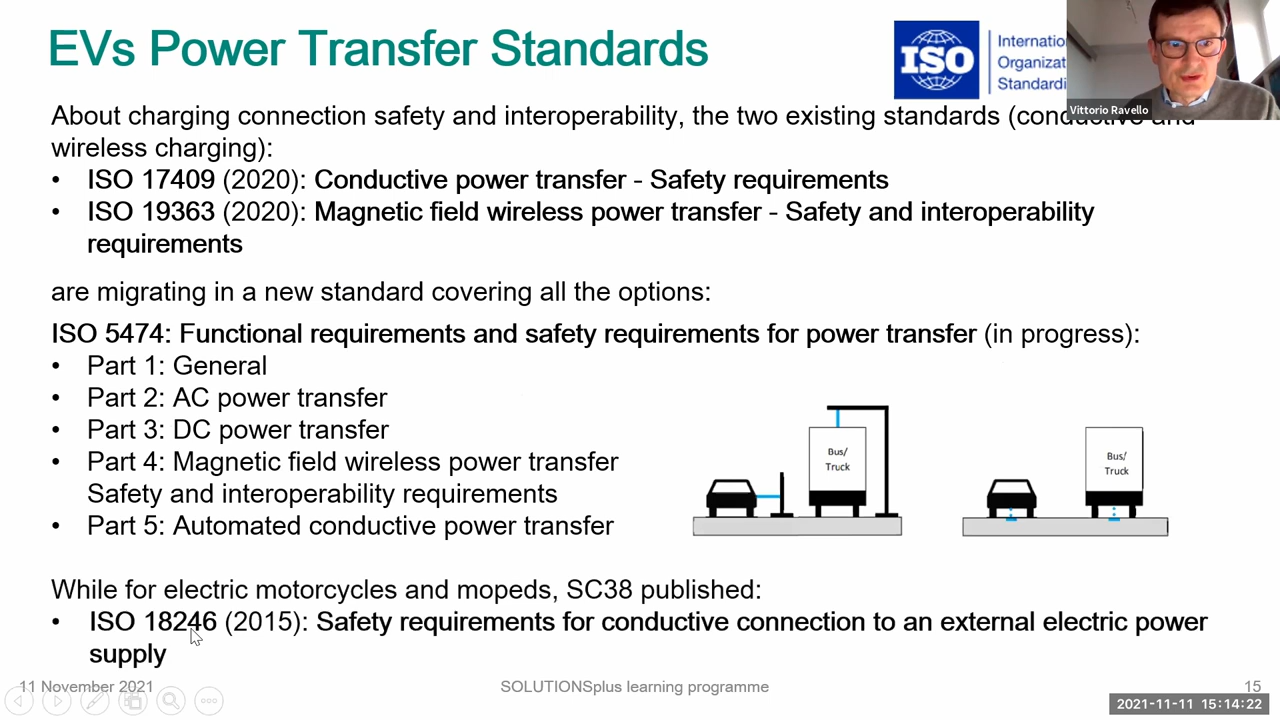 EVs Power Transfer Standards
ISO
Internatio
Organizat
Standardi
Vittorio Ravello
About charging connection safety and interoperability, the two existing standards (conductive and
wireless charging):
• ISO 17409 (2020): Conductive power transfer - Safety requirements
• ISO 19363 (2020): Magnetic field wireless power transfer - Safety and interoperability
requirements
are migrating in a new standard covering all the options:
ISO 5474: Functional requirements and safety requirements for power transfer (in progress):
• Part 1: General
• Part 2: AC power transfer
• Part 3: DC power transfer
• Part 4: Magnetic field wireless power transfer
Safety and interoperability requirements
• Part 5: Automated conductive power transfer
Bus/
Truck
Bus/
Truck
While for electric motorcycles and mopeds, SC38 published:
• ISO 18246 (2015): Safety requirements for conductive connection to an external electric power
supply
11 November 2021
SOLUTIONSplus learning programme
15
2021-11-11 15:14:22